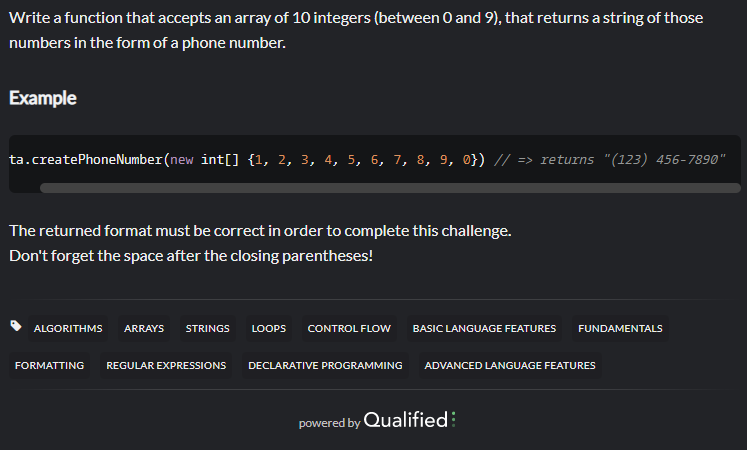 Write a function that accepts an array of 10 integers (between 0 and 9), that returns a string of those
numbers in the form of a phone number.
Example
ta.createPhoneNumber(new int[] {1, 2, 3, 4, 5, 6, 7, 8, 9, 0}) // => returns "(123) 456-7890"
The returned format must be correct in order to complete this challenge.
Don't forget the space after the closing parentheses!
ALGORITHMS ARRAYS STRINGS LOOPS CONTROL FLOW BASIC LANGUAGE FEATURES FUNDAMENTALS
FORMATTING REGULAR EXPRESSIONS DECLARATIVE PROGRAMMING ADVANCED LANGUAGE FEATURES
powered by Qualified